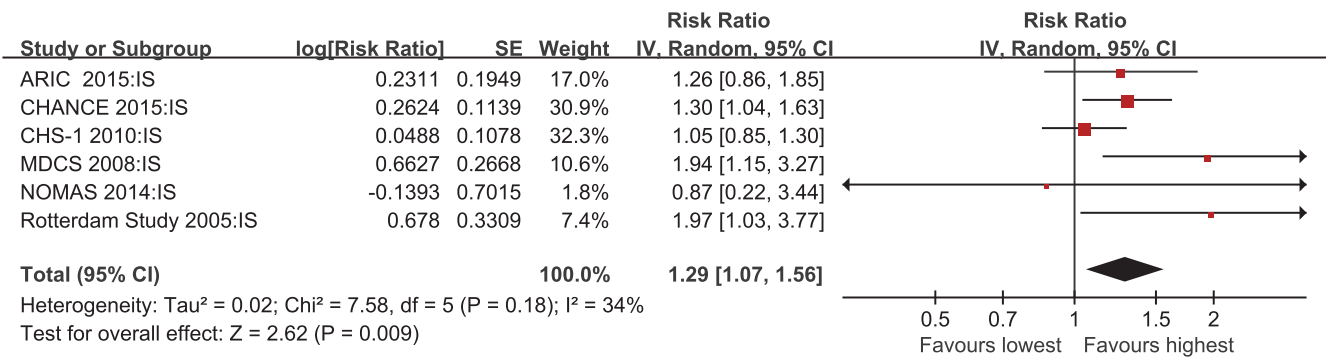 Risk Ratio Risk Ratio
Study or Subgroup log[Risk Ratio] SE Weight IV, Random, 95% CI IV, Random, 95% CI
ARIC 2015:IS 0.2311 0.1949 17.0% 1.26 [0.86, 1.85]
CHANCE 2015:IS 0.2624 0.1139 30.9% 1.30 [1.04, 1.63]
CHS-1 2010:IS 0.0488 0.1078 32.3% 1.05 [0.85, 1.30]
MDCS 2008:IS 0.6627 0.2668 10.6% 1.94 [1.15, 3.27]
NOMAS 2014:IS -0.1393 0.7015 1.8% 0.87 [0.22, 3.44]
Rotterdam Study 2005:IS 0.678 0.3309 7.4% 1.97 [1.03, 3.77]
Total (95% CI) 100.0% 1.29 [1.07, 1.56]
Heterogeneity: Tau² = 0.02; Chi² = 7.58, df = 5 (P = 0.18); I² = 34%
Test for overall effect: Z = 2.62 (P = 0.009)
0.5 0.7 1 1.5 2
Favours lowest Favours highest